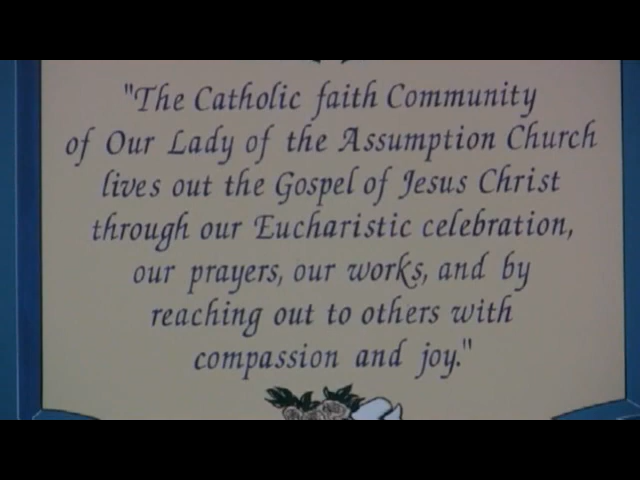 "The Catholic faith Community
of Our Lady of the Assumption Church
lives out the Gospel of Jesus Christ
through our Eucharistic celebration,
our prayers, our works, and by
reaching out to others with
compassion and joy."